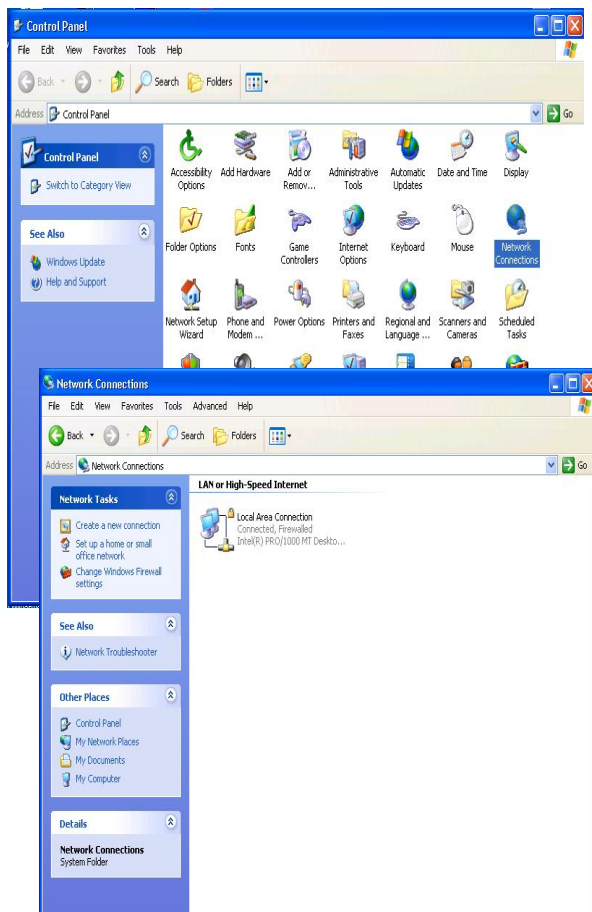 Control Panel
File Edit View Favorites Tools Help
Back Search Folders
Address Control Panel Go
Control Panel
Switch to Category View
See Also
Windows Update
Help and Support
Accessibility Options
Add Hardware
Add or Remov...
Administrative Tools
Automatic Updates
Date and Time
Display
Folder Options
Fonts
Game Controllers
Internet Options
Keyboard
Mouse
Network Connections
Network Setup Wizard
Phone and Modem ...
Power Options
Printers and Faxes
Regional and Language ...
Scanners and Cameras
Scheduled Tasks
Network Connections
File Edit View Favorites Tools Advanced Help
Back Search Folders
Address Network Connections Go
Network Tasks
Create a new connection
Set up a home or small
office network
Change Windows Firewall
settings
See Also
Network Troubleshooter
Other Places
Control Panel
My Network Places
My Documents
My Computer
Details
Network Connections
System Folder
LAN or High-Speed Internet
Local Area Connection
Connected, Firewalled
Intel(R) PRO/1000 MT Deskto...